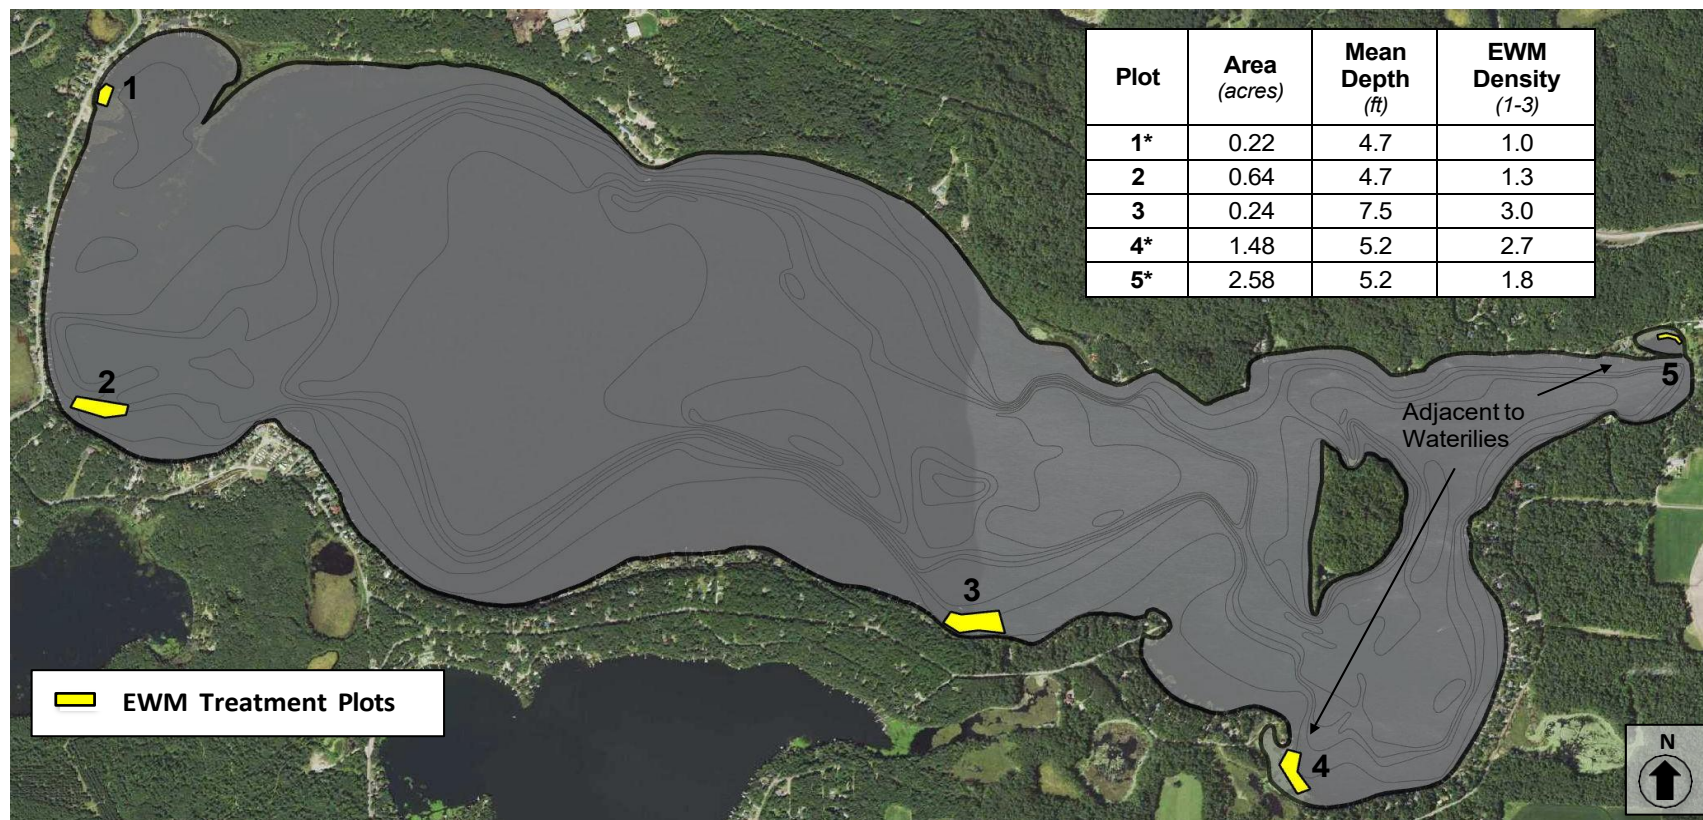 Plot Area (acres) Mean Depth (ft) EWM Density (1-3)
1* 0.22 4.7 1.0
2 0.64 4.7 1.3
3 0.24 7.5 3.0
4* 1.48 5.2 2.7
5* 2.58 5.2 1.8
1
2
3
4
5
Adjacent to
Waterilies
EWM Treatment Plots
N